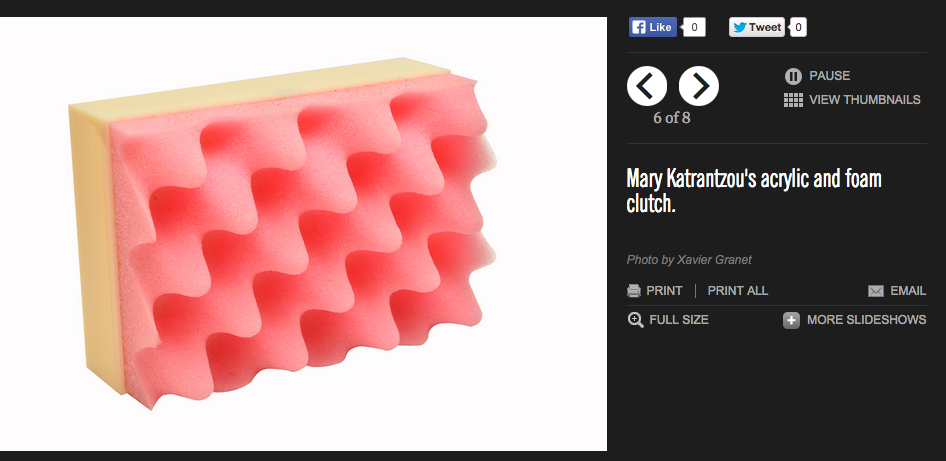 Like 0 Tweet 0
PAUSE
VIEW THUMBNAILS
6 of 8
Mary Katrantzou's acrylic and foam
clutch.
Photo by Xavier Granet
PRINT PRINT ALL EMAIL
FULL SIZE MORE SLIDESHOWS